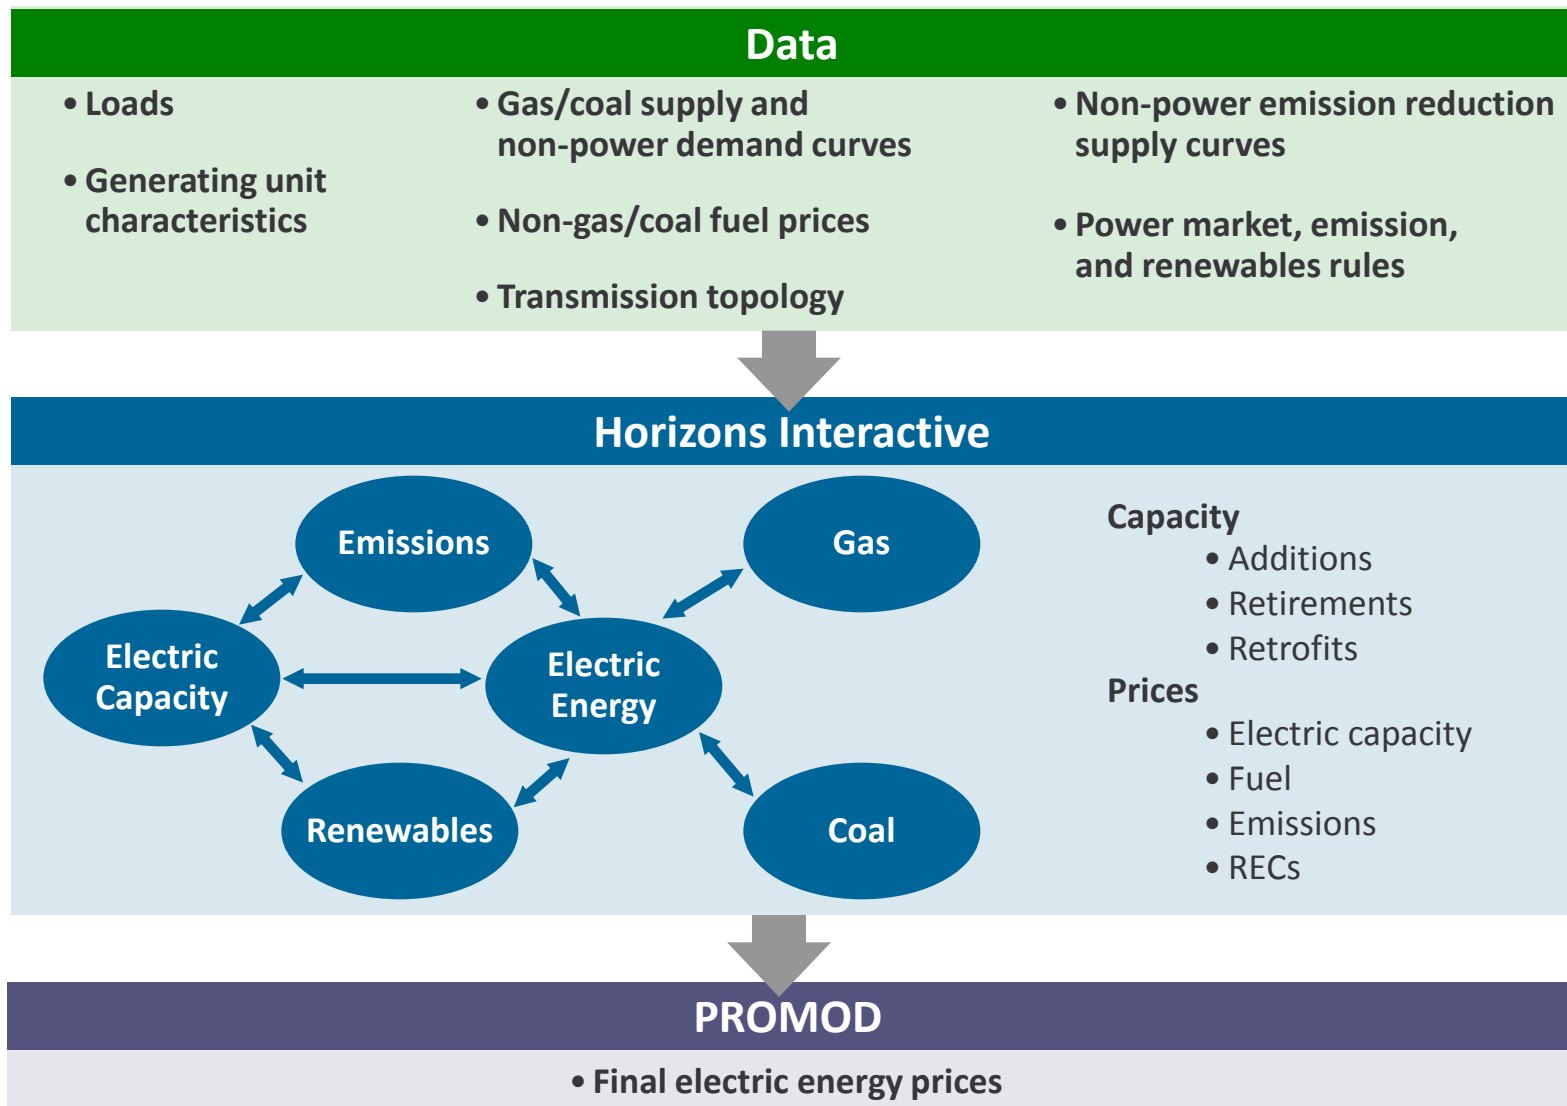 Data
• Loads
• Generating unit
characteristics
• Gas/coal supply and
non-power demand curves
• Non-gas/coal fuel prices
• Transmission topology
• Non-power emission reduction
supply curves
• Power market, emission,
and renewables rules
Horizons Interactive
Emissions
Gas
Electric
Capacity
Electric
Energy
Renewables
Coal
Capacity
• Additions
• Retirements
• Retrofits
Prices
• Electric capacity
• Fuel
• Emissions
• RECs
PROMOD
• Final electric energy prices